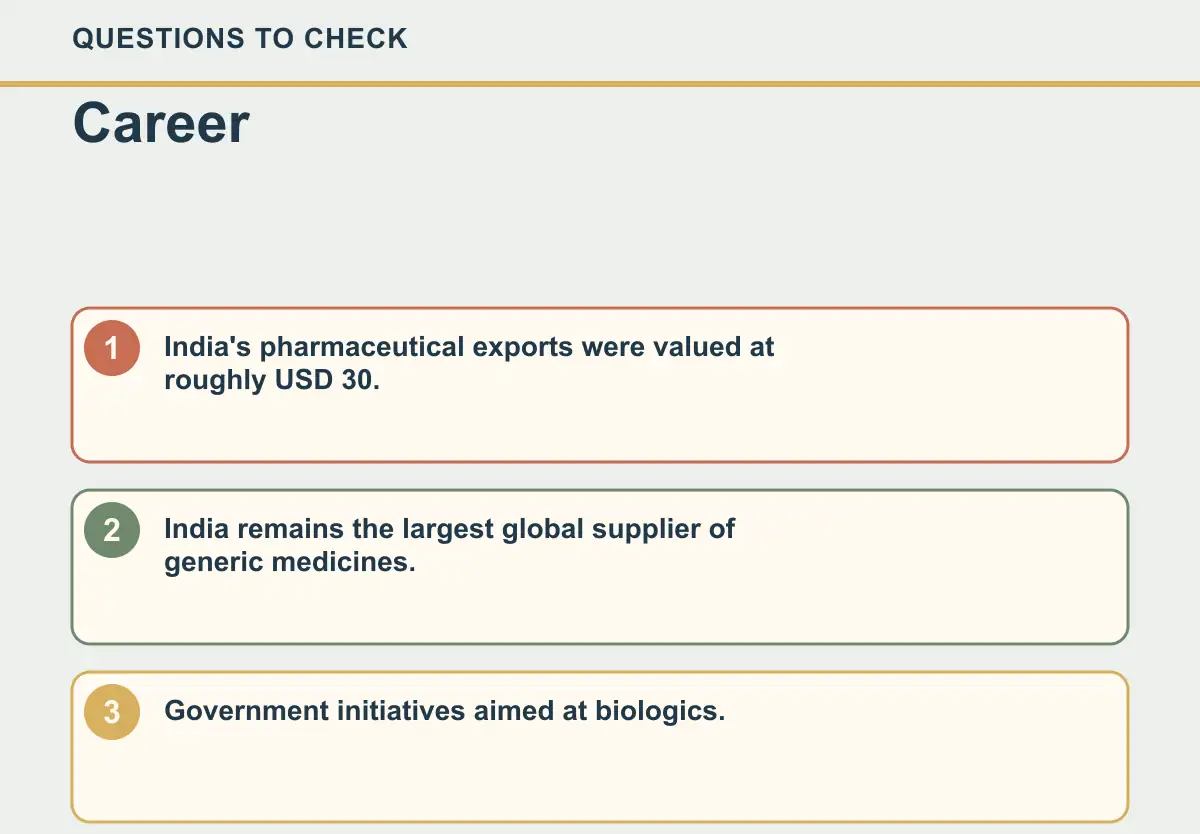 QUESTIONS TO CHECK
Career
1
India's pharmaceutical exports were valued at
roughly USD 30.
2
India remains the largest global supplier of
generic medicines.
3
Government initiatives aimed at biologics.